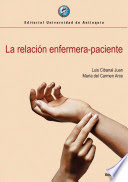 Editorial Universidad de Antioquia
La relación enfermera-paciente
Luis Cibanal Juan
María del Carmen Arce